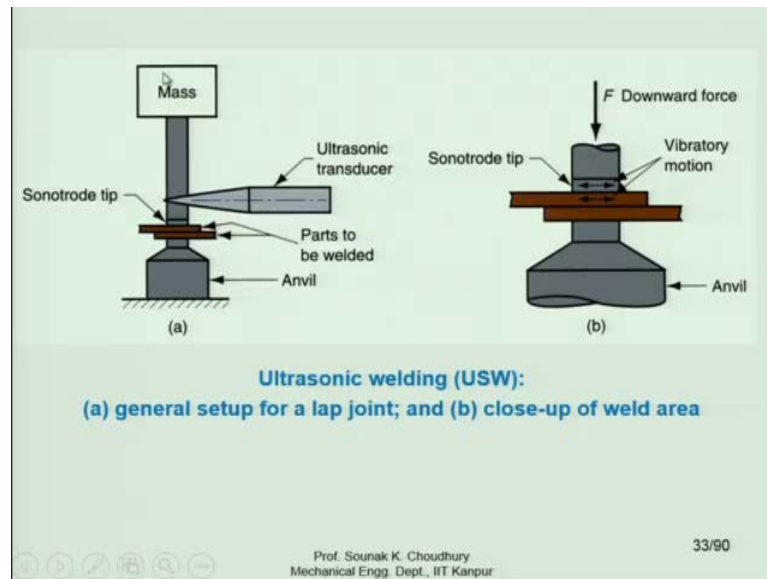 Mass
Ultrasonic
transducer
Sonotrode tip
Parts to
be welded
Anvil
(a)
F Downward force
Vibratory
motion
Sonotrode tip
Anvil
(b)
Ultrasonic welding (USW):
(a) general setup for a lap joint; and (b) close-up of weld area
33/90
Prof. Sounak K. Choudhury
Mechanical Engg. Dept., IIT Kanpur